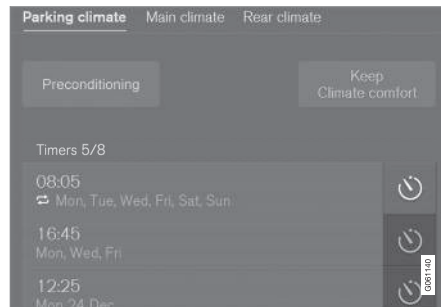 Parking climate Main climate Rear climate
Preconditioning
Keep
Climate comfort
Timers 5/8
08:05
Mon, Tue, Wed, Fri, Sat, Sun
16:45
Mon, Wed, Fri
12:25
Mon 24 Dec
G061140